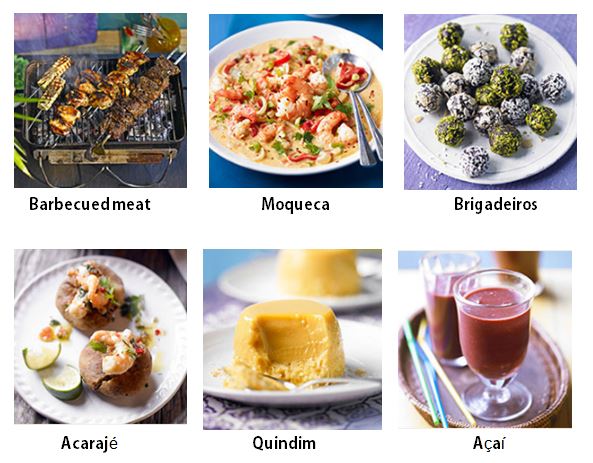 Barbecued meat
Moqueca
Brigadeiros
Acarajé
Quindim
Açaí